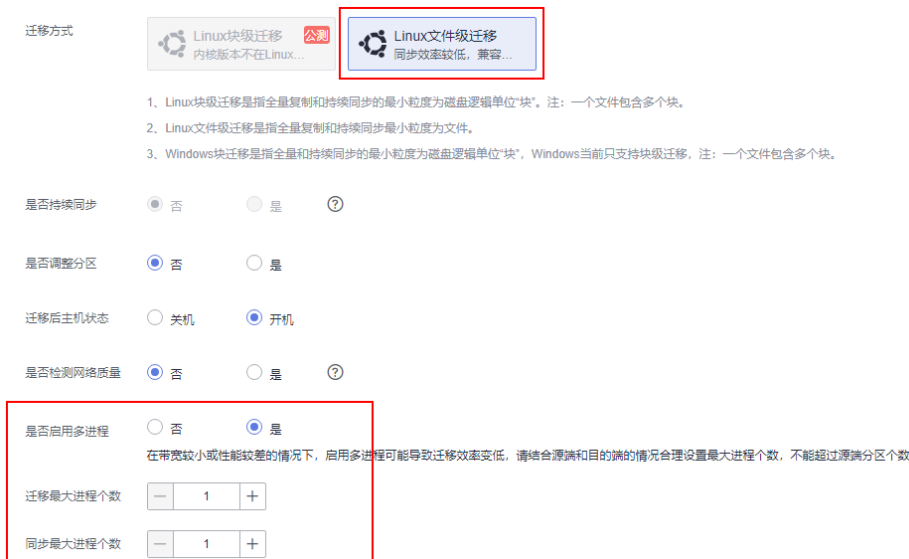 迁移方式
Linux块级迁移 公测
内核版本不在Linux...
Linux文件级迁移
同步效率较低，兼容...
1、Linux块级迁移是指全量复制和持续同步的最小粒度为磁盘逻辑单位“块”。注：一个文件包含多个块。
2、Linux文件级迁移是指全量复制和持续同步最小粒度为文件。
3、Windows块迁移是指全量和持续同步的最小粒度为磁盘逻辑单位“块”，Windows当前只支持块级迁移，注：一个文件包含多个块。
是否持续同步 否 是 ?
是否调整分区 否 是
迁移后主机状态 关机 开机
是否检测网络质量 否 是 ?
是否启用多进程 否 是
在带宽较小或性能较差的情况下，启用多进程可能导致迁移效率变低，请结合源端和目的端的情况合理设置最大进程个数，不能超过源端分区个数
迁移最大进程个数 — 1 +
同步最大进程个数 — 1 +